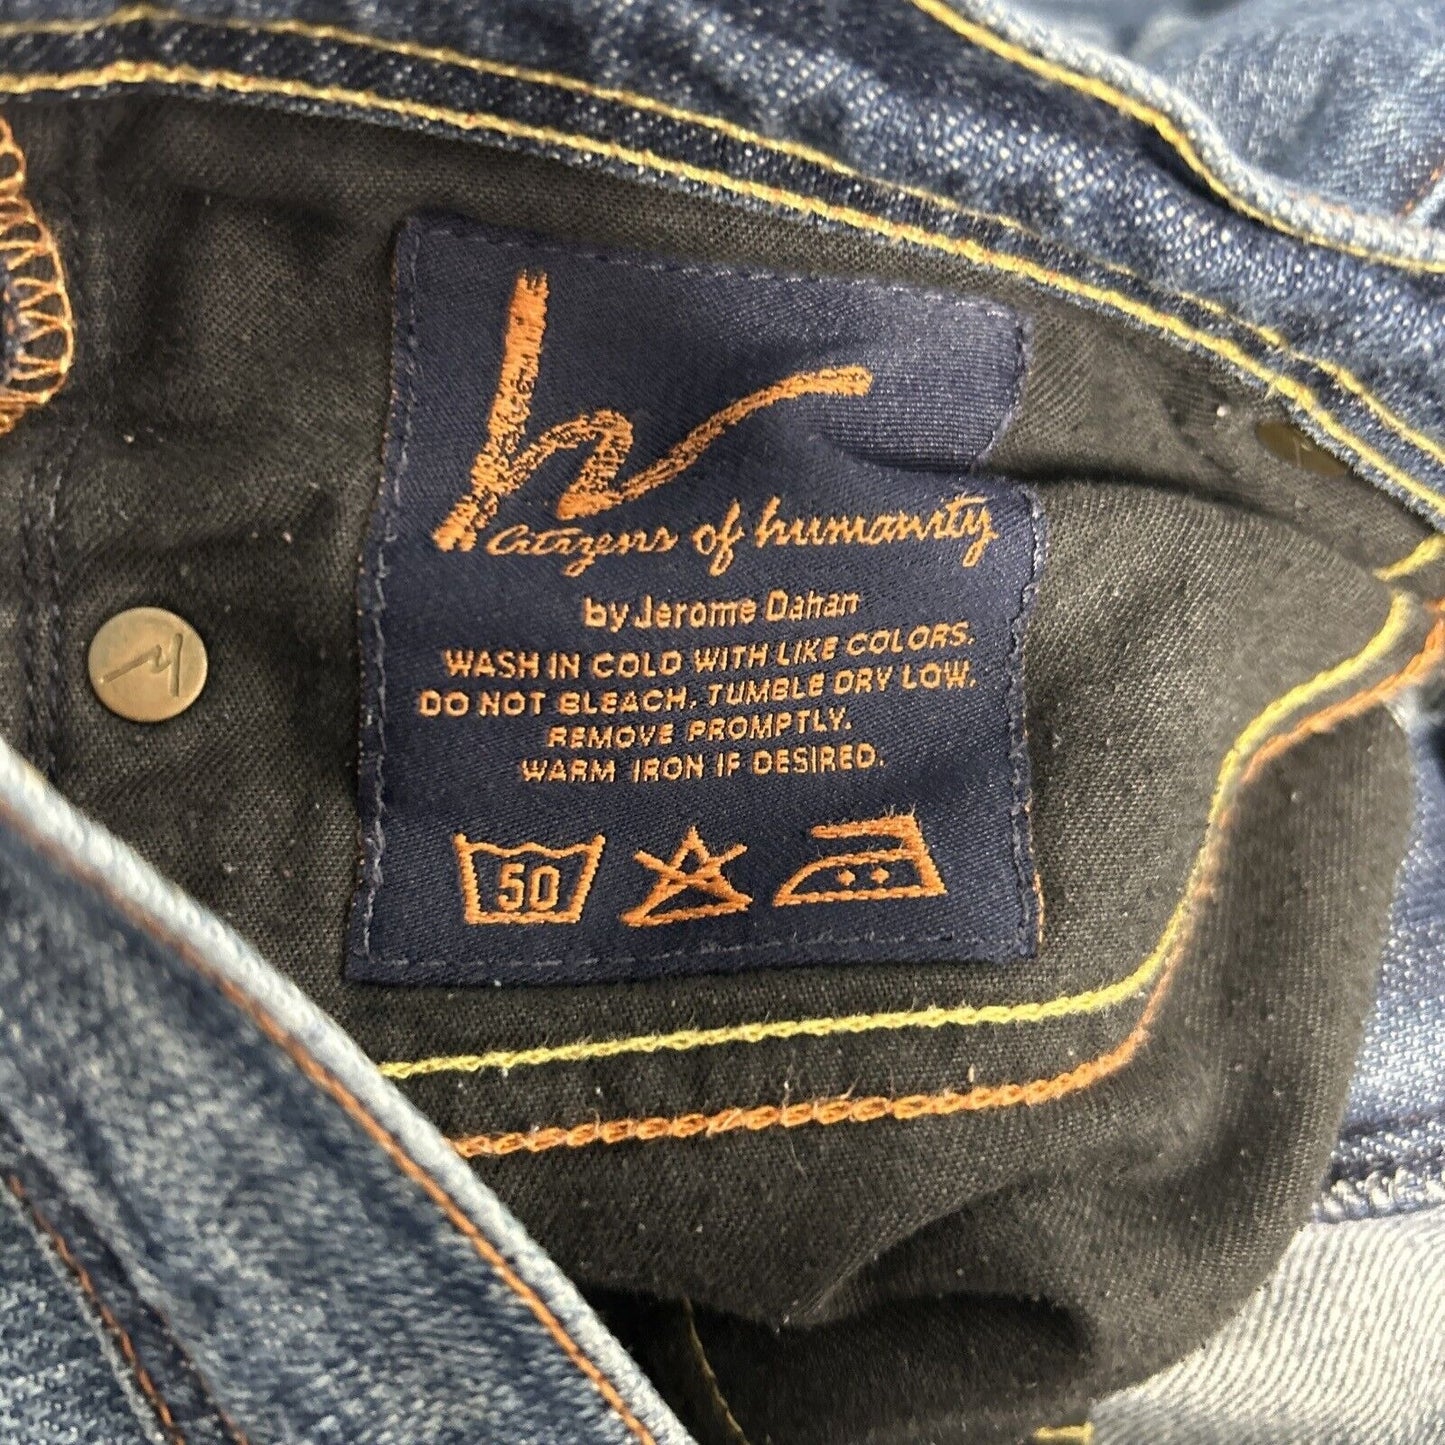 h
Citizens of humanity
by Jerome Dahan
WASH IN COLD WITH LIKE COLORS.
DO NOT BLEACH. TUMBLE DRY LOW.
REMOVE PROMPTLY.
WARM IRON IF DESIRED.
50